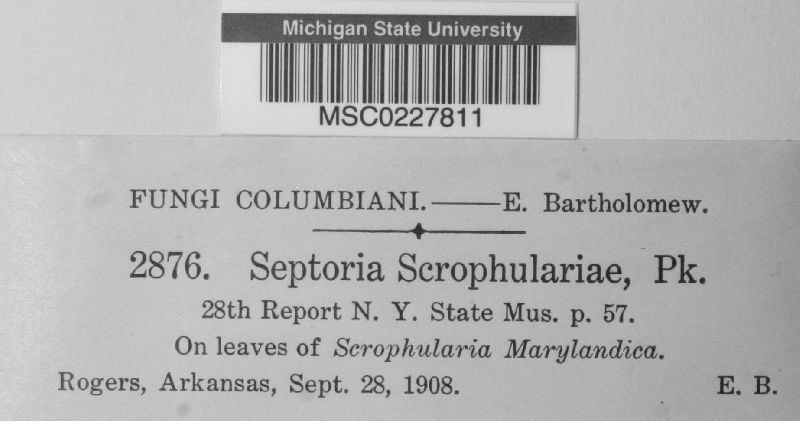 Michigan State University
MSC0227811
FUNGI COLUMBIANI.——E. Bartholomew.
2876. Septoria Scrophulariae, Pk.
28th Report N. Y. State Mus. p. 57.
On leaves of Scrophularia Marylandica.
Rogers, Arkansas, Sept. 28, 1908. E. B.